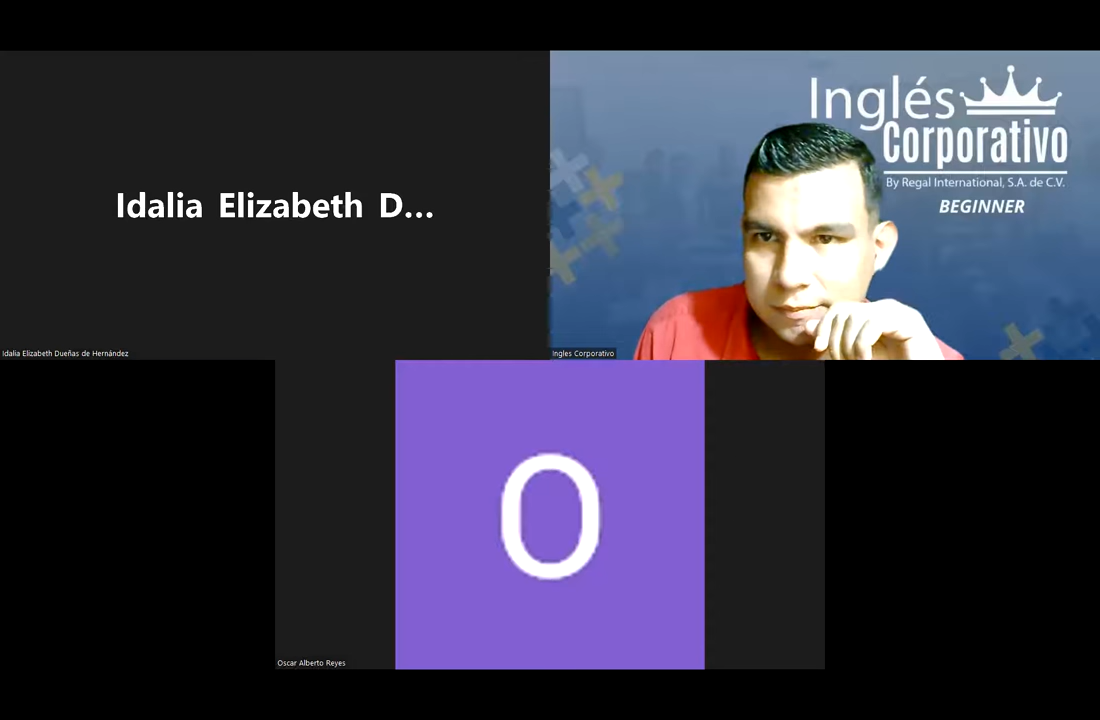 Idalia Elizabeth D...
Idalia Elizabeth Dueñas de Hernández
Inglés
Corporativo
By Regal International, S.A. de C.V.
BEGINNER
Ingles Corporativo
O
Oscar Alberto Reyes